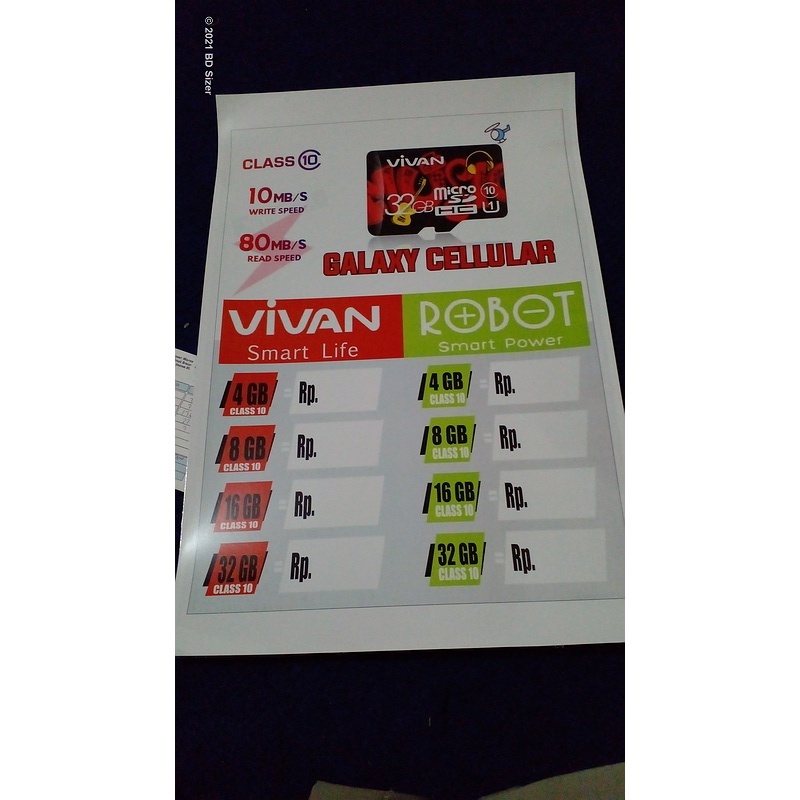 © 2021 BD Sizer
CLASS 10
10MB/S
WRITE SPEED
80MB/S
READ SPEED
ViVAN
32GB
micro
SD
HC
10
1
GALAXY CELLULAR
ViVAN
Smart Life
ROBOT
Smart Power
4 GB
CLASS 10
= Rp.
8 GB
CLASS 10
= Rp.
16 GB
CLASS 10
= Rp.
32 GB
CLASS 10
= Rp.
4 GB
CLASS 10
= Rp.
8 GB
CLASS 10
= Rp.
16 GB
CLASS 10
= Rp.
32 GB
CLASS 10
= Rp.